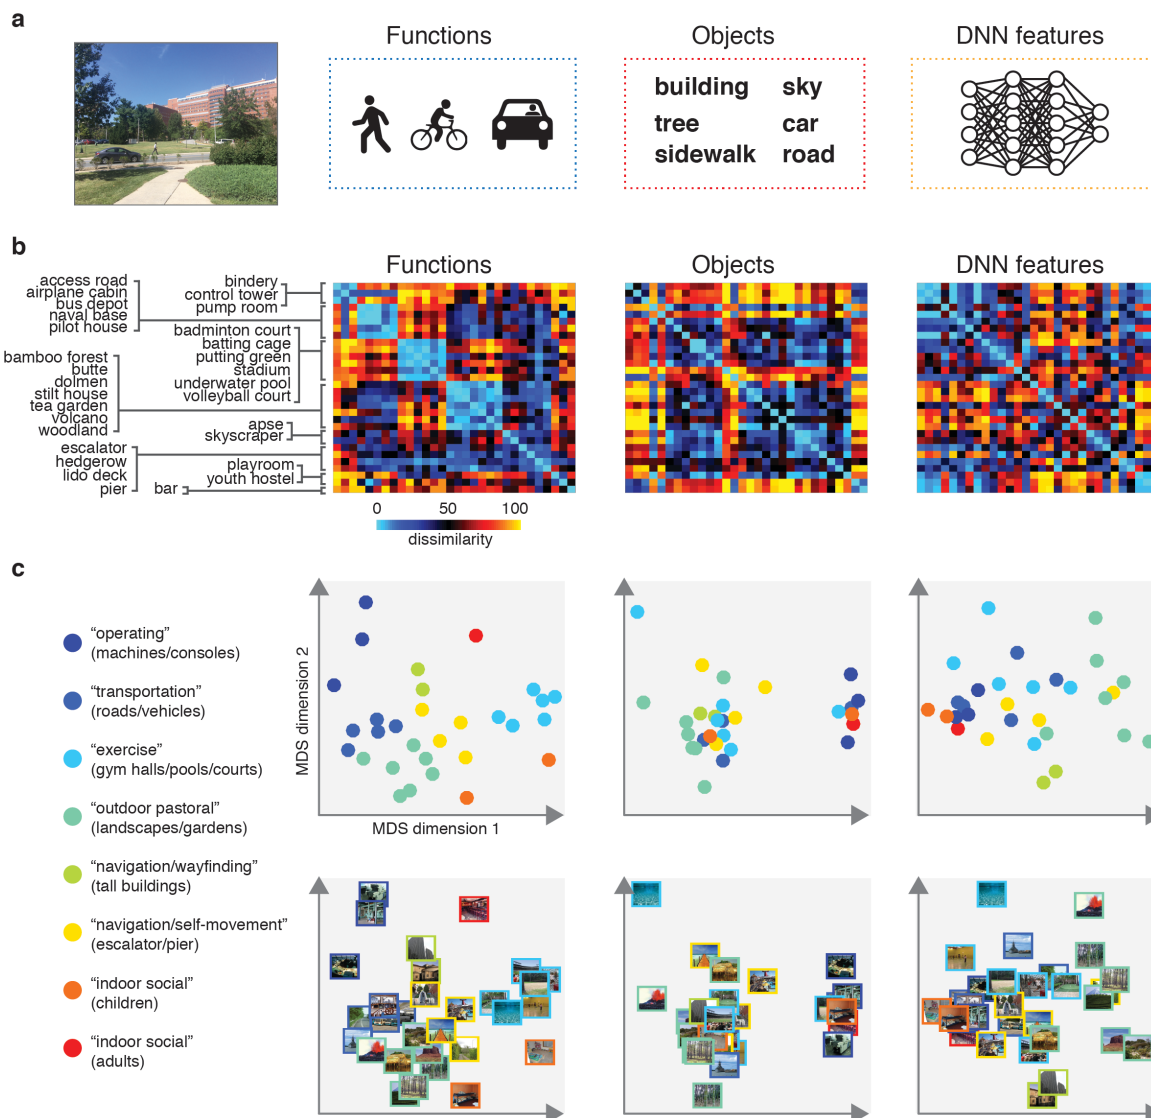 a
Functions
Objects
DNN features
building sky
tree car
sidewalk road
b
Functions
Objects
DNN features
access road
airplane cabin
bus depot
naval base
pilot house
bindery
control tower
pump room
badminton court
batting cage
putting green
stadium
underwater pool
volleyball court
bamboo forest
butte
dolmen
stilt house
tea garden
volcano
woodland
apse
skyscraper
escalator
hedgerow
lido deck
pier
playroom
youth hostel
bar
0 50 100
dissimilarity
c
“operating”
(machines/consoles)
“transportation”
(roads/vehicles)
“exercise”
(gym halls/pools/courts)
“outdoor pastoral”
(landscapes/gardens)
“navigation/wayfinding”
(tall buildings)
“navigation/self-movement”
(escalator/pier)
“indoor social”
(children)
“indoor social”
(adults)
MDS dimension 2
MDS dimension 1